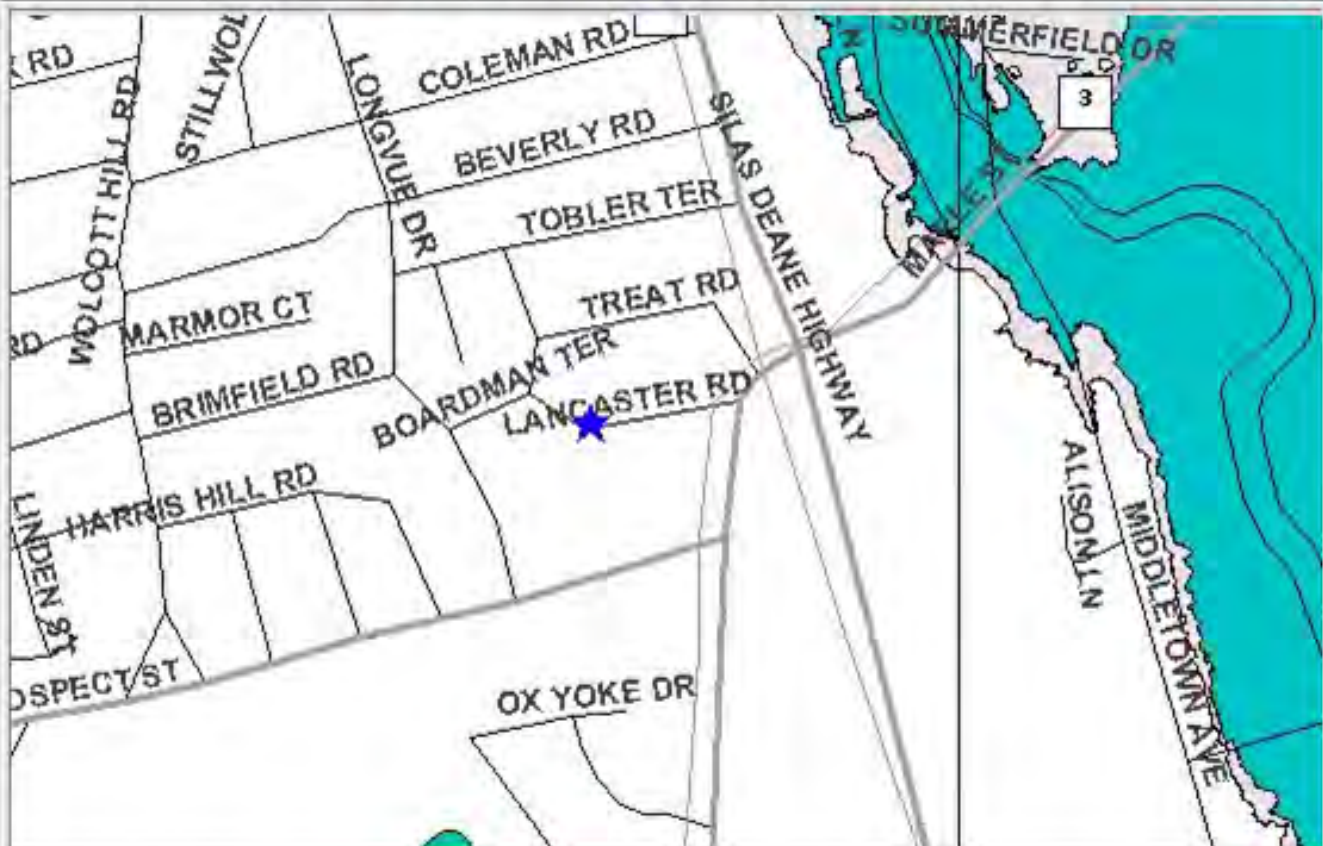 SUMMERFIELD DR
N
RD
COLEMAN RD
LONGVUE DR
3
BEVERLY RD
SILAS DEANE HIGHWAY
WOLCOTT HILL RD
TOBLER TER
TREAT RD
MARMOR CT
RD
BOARDMAN TER
BRIMFIELD RD
LANCASTER RD
HARRIS HILL RD
ALISON LN
LINDEN ST
MIDDLETOWN AVE
OSPECT ST
OX YOKE DR